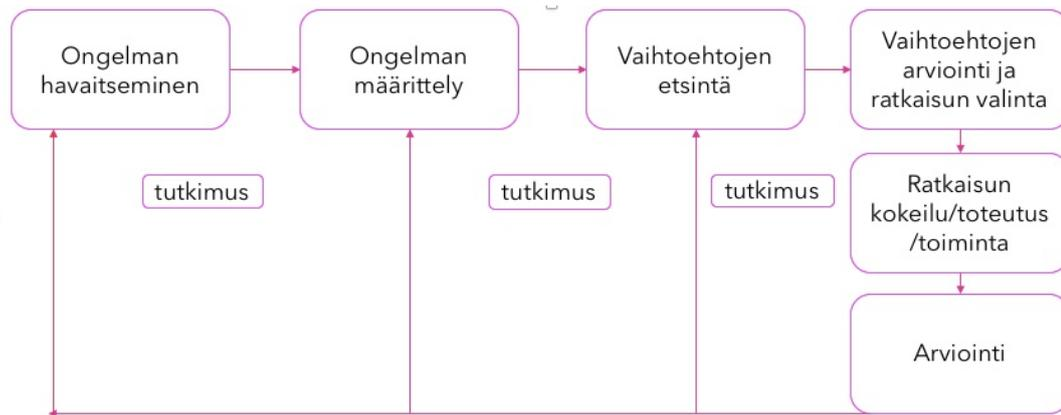 Ongelman
havaitseminen
Ongelman
määrittely
Vaihtoehtojen
etsintä
Vaihtoehtojen
arviointi ja
ratkaisun valinta
tutkimus
tutkimus
tutkimus
Ratkaisun
kokeilu/toteutus
/toiminta
Arviointi